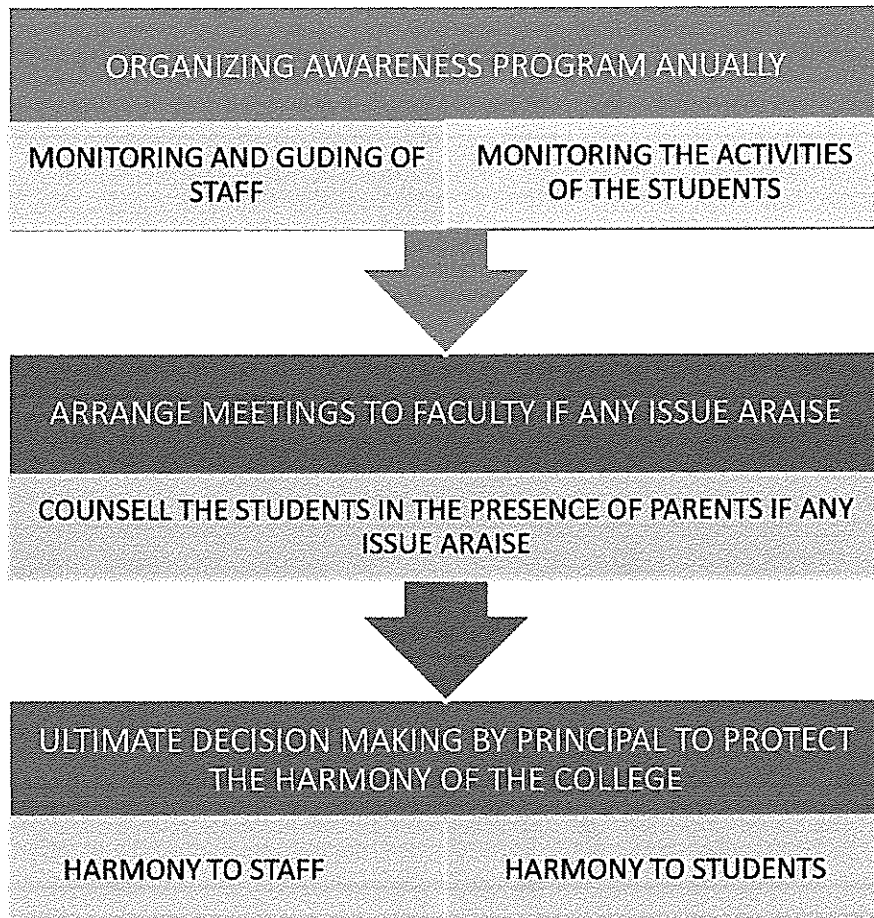 ORGANIZING AWARENESS PROGRAM ANUALLY
MONITORING AND GUDING OF
STAFF
MONITORING THE ACTIVITIES
OF THE STUDENTS
ARRANGE MEETINGS TO FACULTY IF ANY ISSUE ARAISE
COUNSELL THE STUDENTS IN THE PRESENCE OF PARENTS IF ANY
ISSUE ARAISE
ULTIMATE DECISION MAKING BY PRINCIPAL TO PROTECT
THE HARMONY OF THE COLLEGE
HARMONY TO STAFF
HARMONY TO STUDENTS